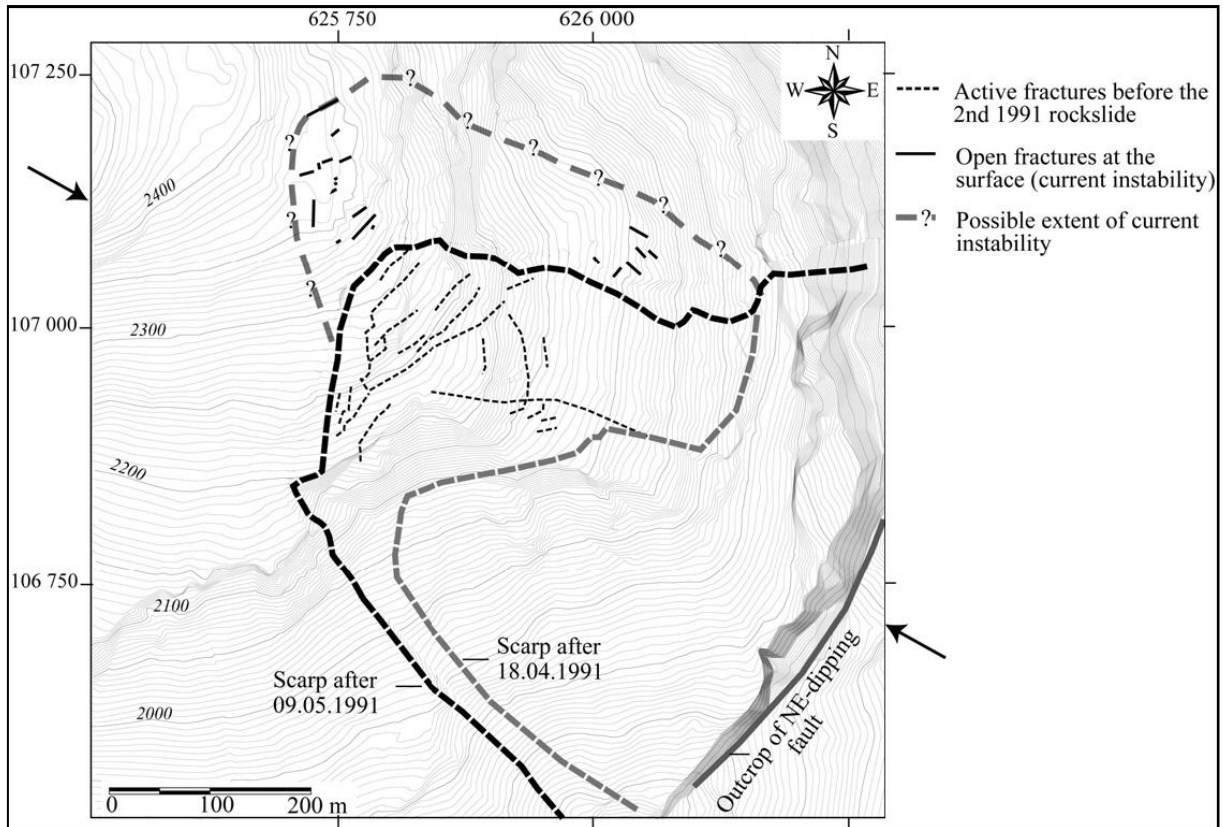 625 750
626 000
107 250
107 000
106 750
N
W
E
S
Active fractures before the
2nd 1991 rockslide
Open fractures at the
surface (current instability)
?
Possible extent of current
instability
?
?
?
?
?
?
?
?
?
?
?
2400
2300
2200
2100
2000
Scarp after
18.04.1991
Scarp after
09.05.1991
Outcrop of NE-dipping
fault
0
100
200 m